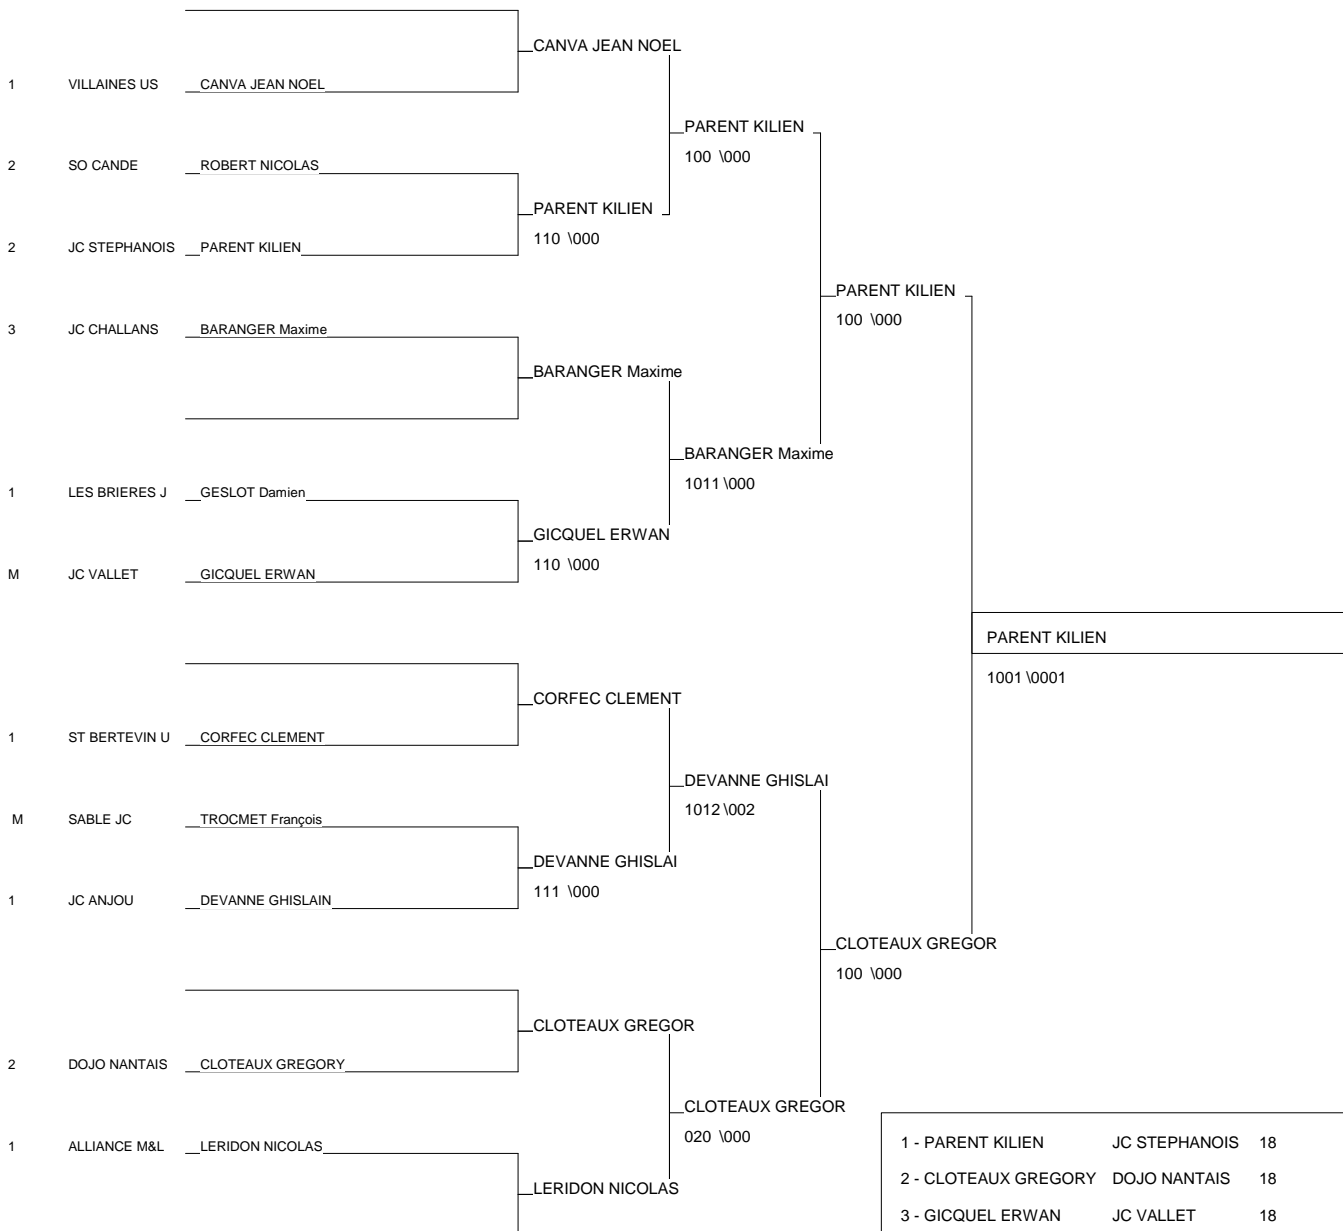 CANVA JEAN NOEL
1 VILLAINES US CANVA JEAN NOEL
PARENT KILIEN
100 \000
2 SO CANDE ROBERT NICOLAS
PARENT KILIEN
110 \000
2 JC STEPHANOIS PARENT KILIEN
PARENT KILIEN
100 \000
3 JC CHALLANS BARANGER Maxime
BARANGER Maxime
BARANGER Maxime
1011 \000
1 LES BRIERES J GESLOT Damien
GICQUEL ERWAN
110 \000
M JC VALLET GICQUEL ERWAN
PARENT KILIEN
1001 \0001
CORFEC CLEMENT
1 ST BERTEVIN U CORFEC CLEMENT
DEVANNE GHISLAI
1012 \002
M SABLE JC TROCMET François
DEVANNE GHISLAI
111 \000
1 JC ANJOU DEVANNE GHISLAIN
CLOTEAUX GREGOR
100 \000
CLOTEAUX GREGOR
2 DOJO NANTAIS CLOTEAUX GREGORY
CLOTEAUX GREGOR
020 \000
1 ALLIANCE M&L LERIDON NICOLAS
LERIDON NICOLAS
1 - PARENT KILIEN JC STEPHANOIS 18
2 - CLOTEAUX GREGORY DOJO NANTAIS 18
3 - GICQUEL ERWAN JC VALLET 18